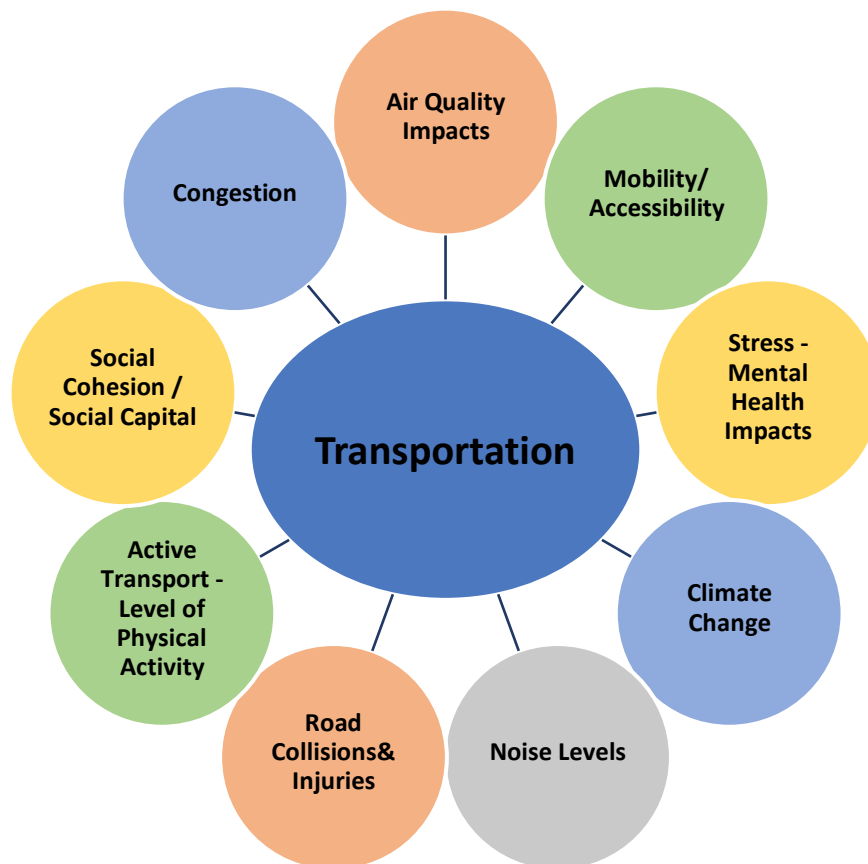 Air Quality
Impacts
Mobility/
Accessibility
Stress -
Mental
Health
Impacts
Climate
Change
Noise Levels
Road
Collisions&
Injuries
Active
Transport -
Level of
Physical
Activity
Social
Cohesion /
Social Capital
Congestion
Transportation